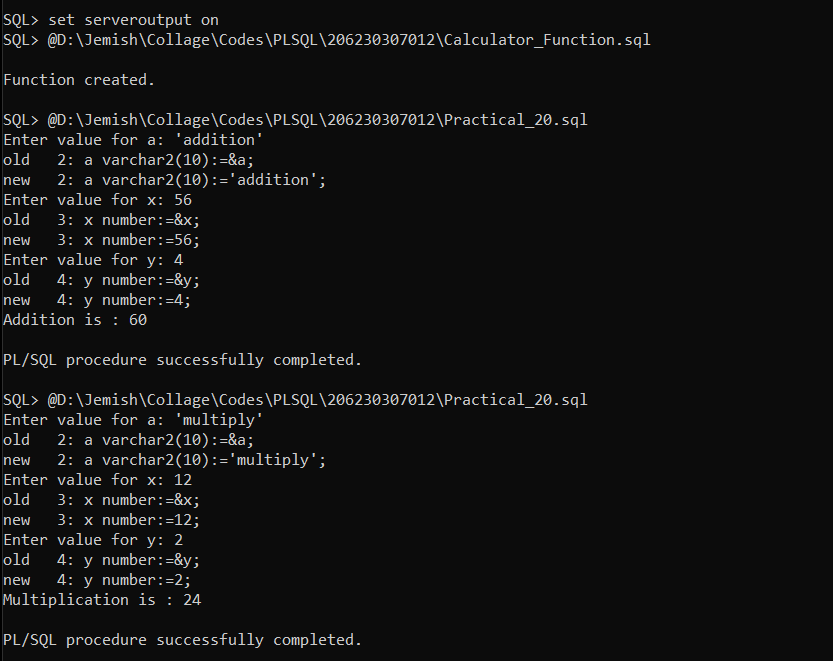 SQL> set serveroutput on
SQL> @D:\Jemish\Collage\Codes\PLSQL\206230307012\Calculator_Function.sql
Function created.
SQL> @D:\Jemish\Collage\Codes\PLSQL\206230307012\Practical_20.sql
Enter value for a: 'addition'
old   2: a varchar2(10):=&a;
new   2: a varchar2(10):='addition';
Enter value for x: 56
old   3: x number:=&x;
new   3: x number:=56;
Enter value for y: 4
old   4: y number:=&y;
new   4: y number:=4;
Addition is : 60
PL/SQL procedure successfully completed.
SQL> @D:\Jemish\Collage\Codes\PLSQL\206230307012\Practical_20.sql
Enter value for a: 'multiply'
old   2: a varchar2(10):=&a;
new   2: a varchar2(10):='multiply';
Enter value for x: 12
old   3: x number:=&x;
new   3: x number:=12;
Enter value for y: 2
old   4: y number:=&y;
new   4: y number:=2;
Multiplication is : 24
PL/SQL procedure successfully completed.